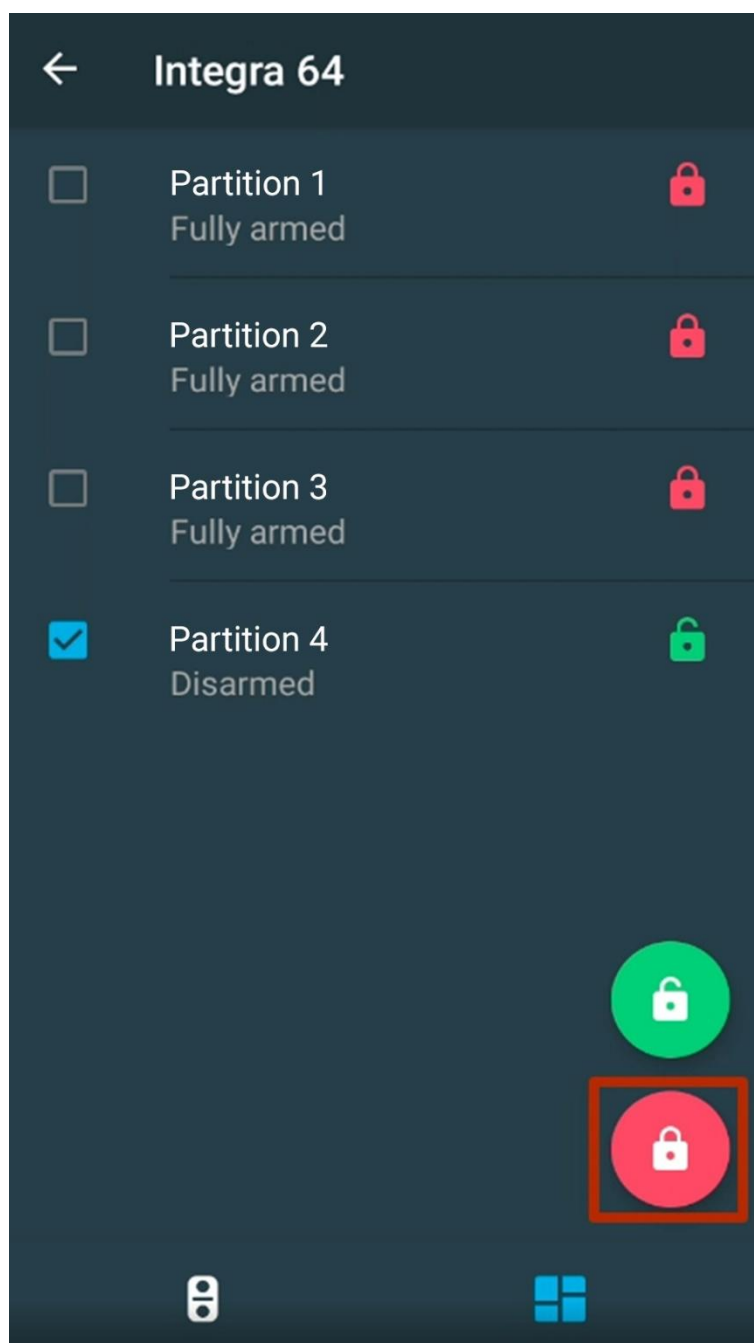 Integra 64
Partition 1
Fully armed
Partition 2
Fully armed
Partition 3
Fully armed
Partition 4
Disarmed